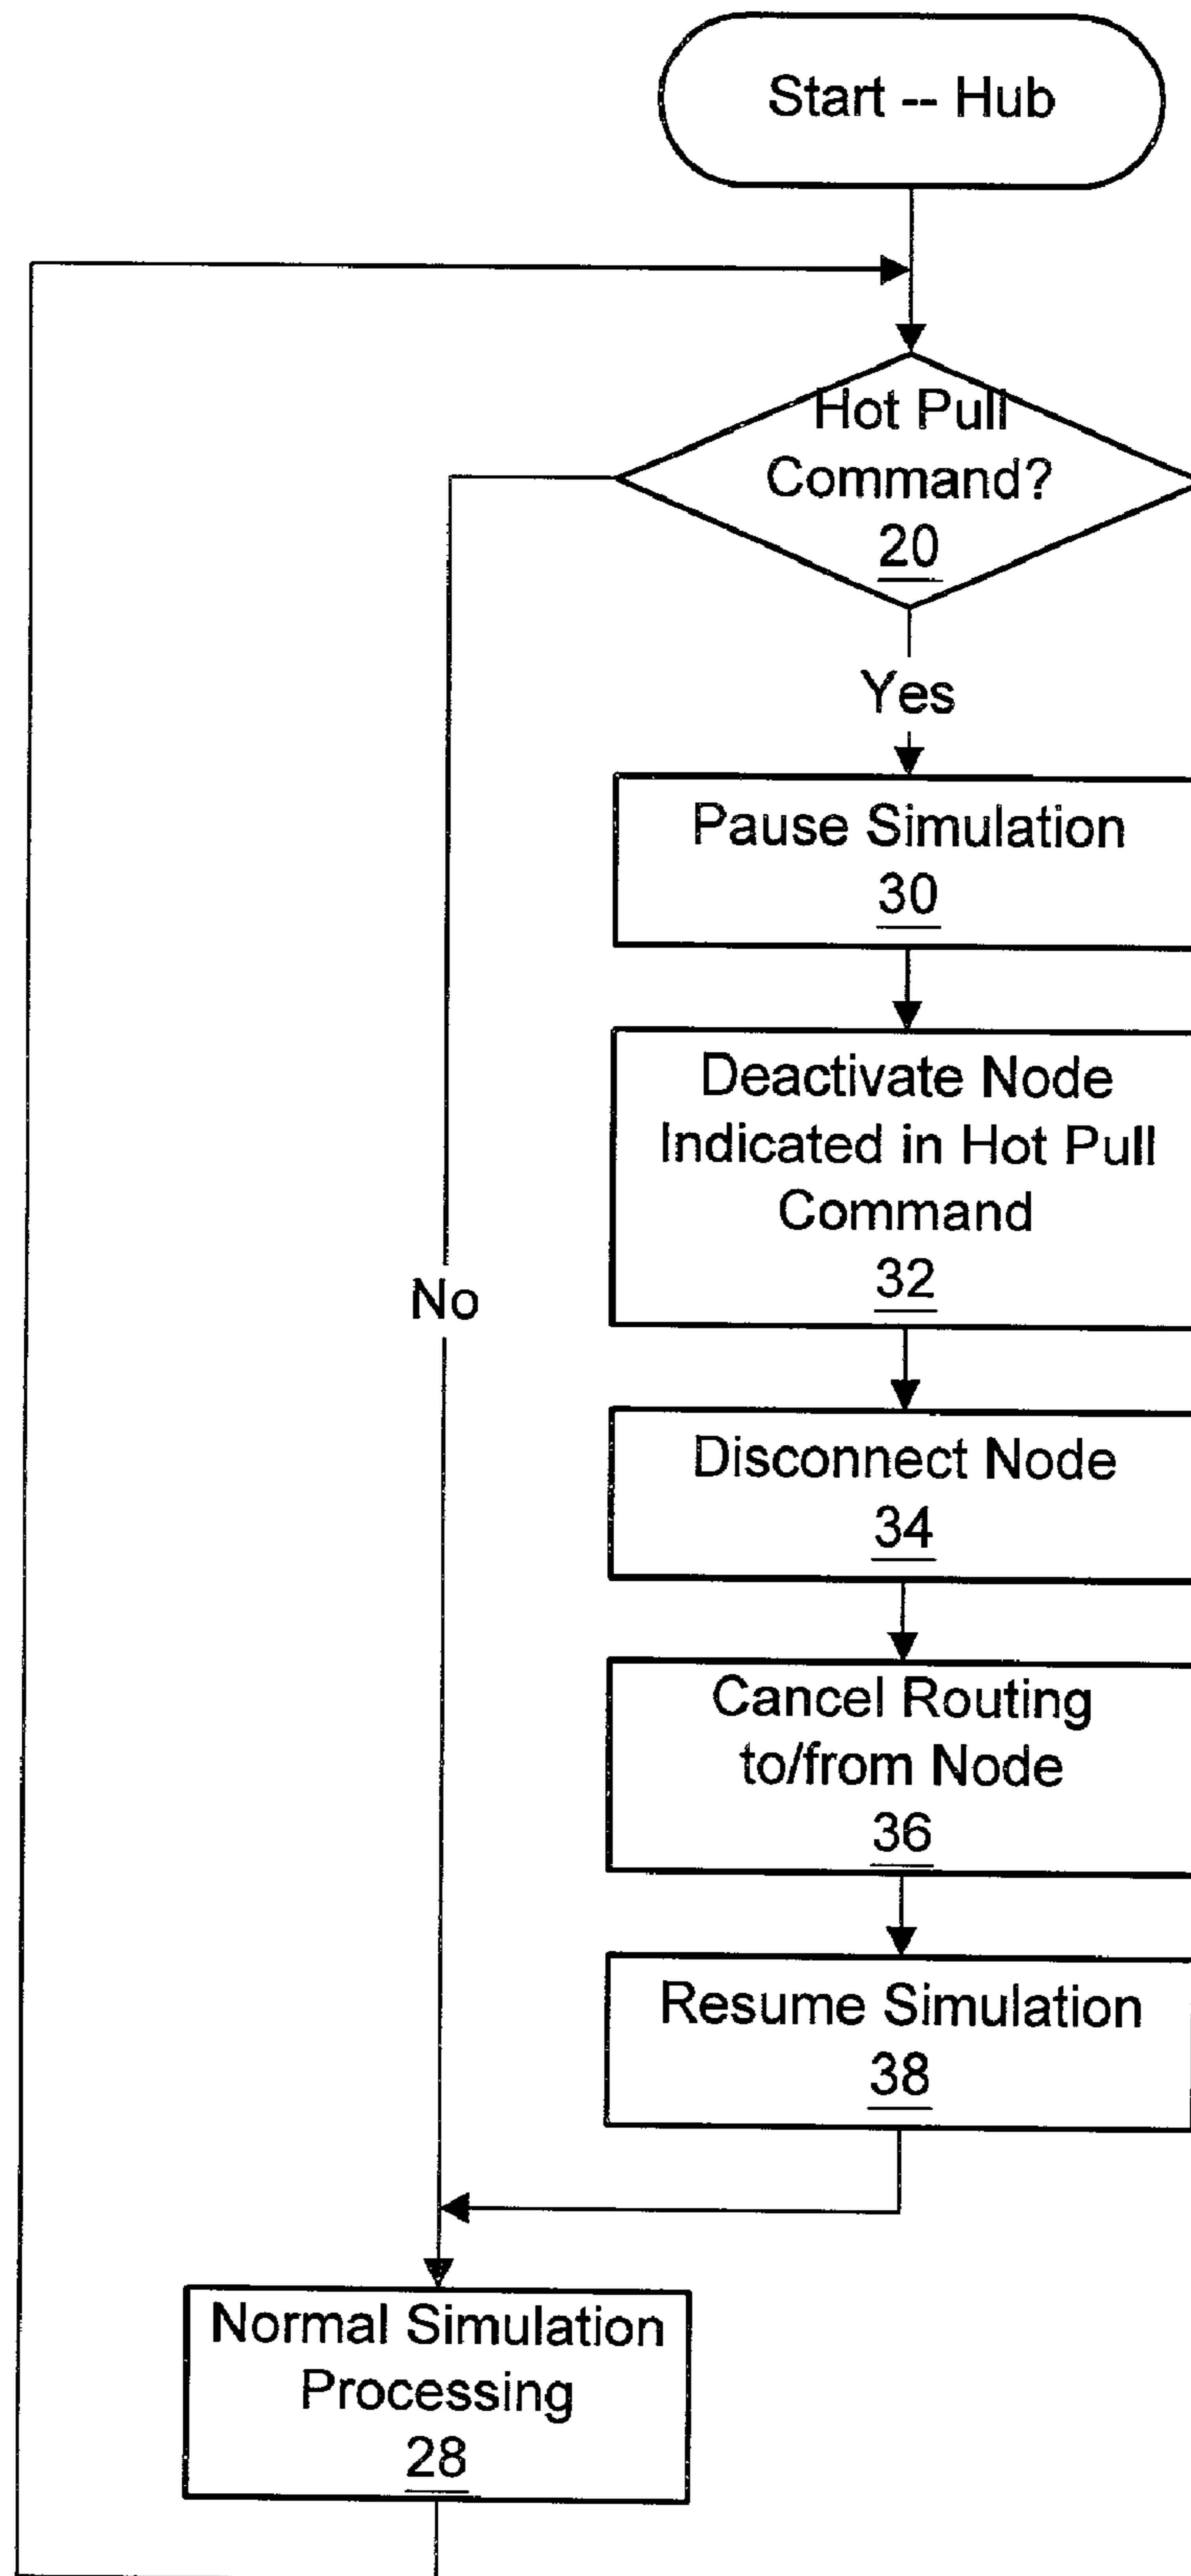 Start -- Hub
Hot Pull
Command?
20
Yes
Pause Simulation
30
Deactivate Node
Indicated in Hot Pull
Command
32
No
Disconnect Node
34
Cancel Routing
to/from Node
36
Resume Simulation
38
Normal Simulation
Processing
28